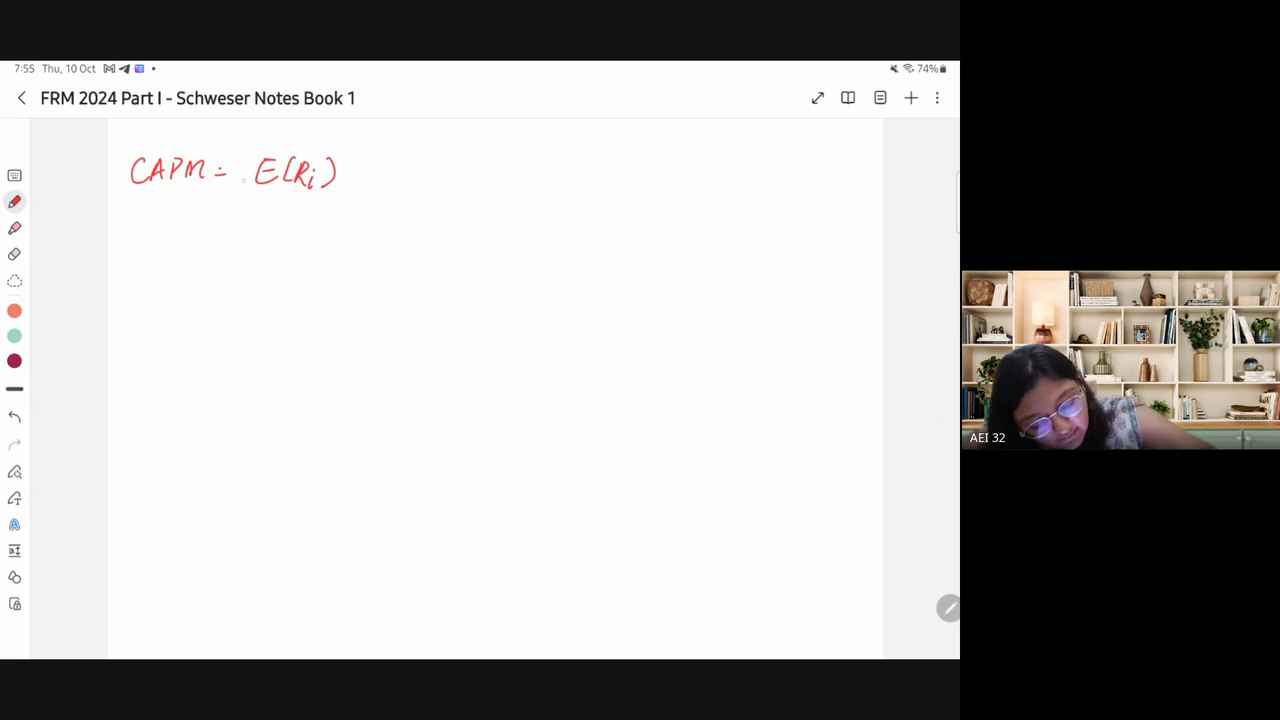 7:55 Thu, 10 Oct 74%
FRM 2024 Part I - Schweser Notes Book 1
CAPM = E(Ri)
AEI 32